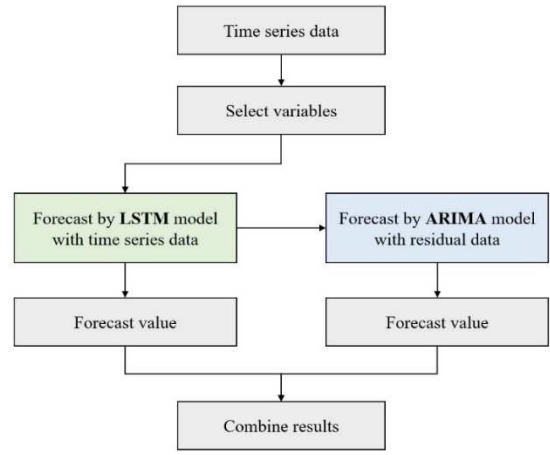 Time series data
Select variables
Forecast by LSTM model
with time series data
Forecast by ARIMA model
with residual data
Forecast value
Forecast value
Combine results